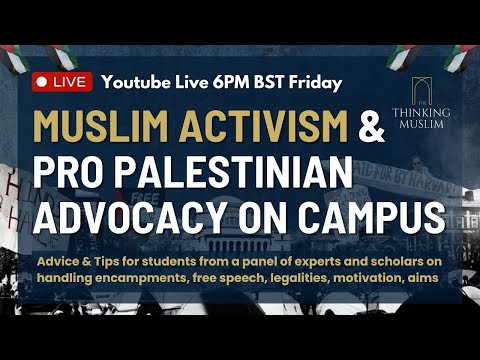 LIVE
Youtube Live 6PM BST Friday
THE
THINKING
MUSLIM
MUSLIM ACTIVISM &
PRO PALESTINIAN
ADVOCACY ON CAMPUS
Advice & Tips for students from a panel of experts and scholars on
handling encampments, free speech, legalities, motivation, aims
FREE